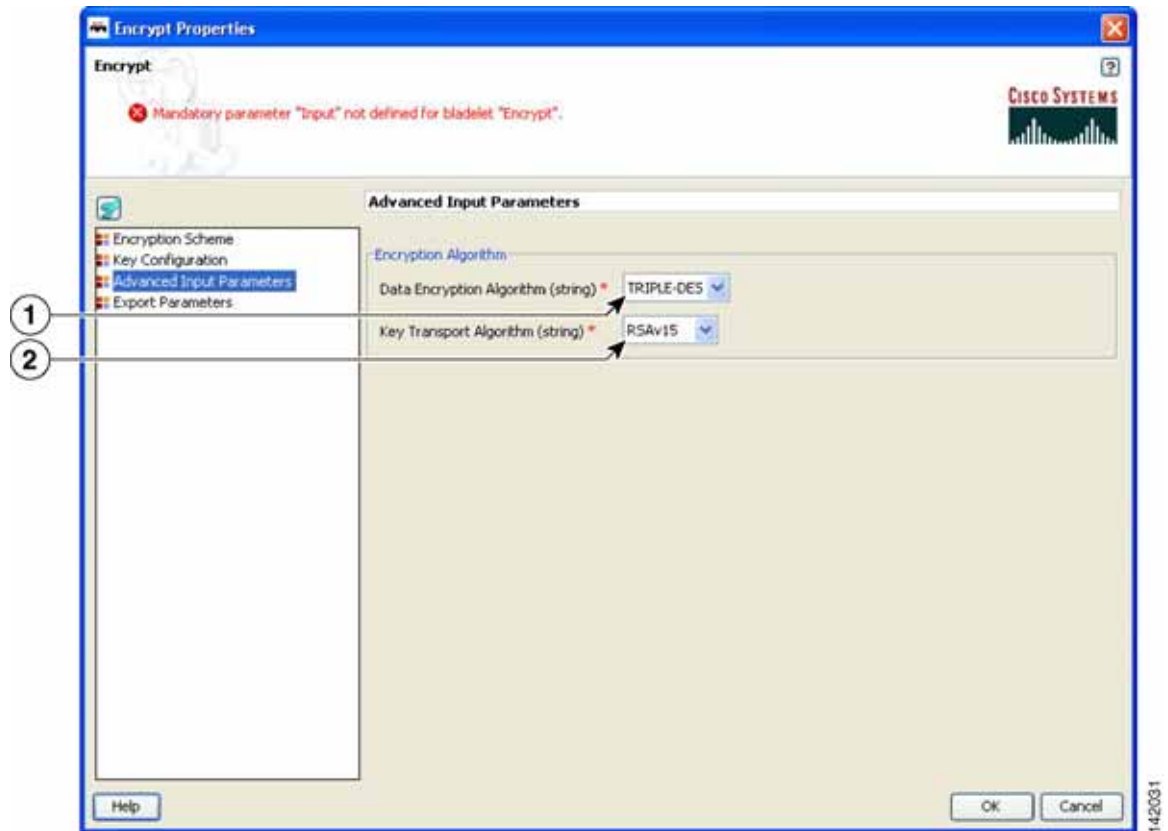 Encrypt Properties
Encrypt
Mandatory parameter "Input" not defined for bladelet "Encrypt".
CISCO SYSTEMS
Advanced Input Parameters
Encryption Scheme
Key Configuration
Advanced Input Parameters
Export Parameters
Encryption Algorithm
Data Encryption Algorithm (string) * TRIPLE-DES
Key Transport Algorithm (string) * RSAv15
1
2
Help
OK
Cancel
142031